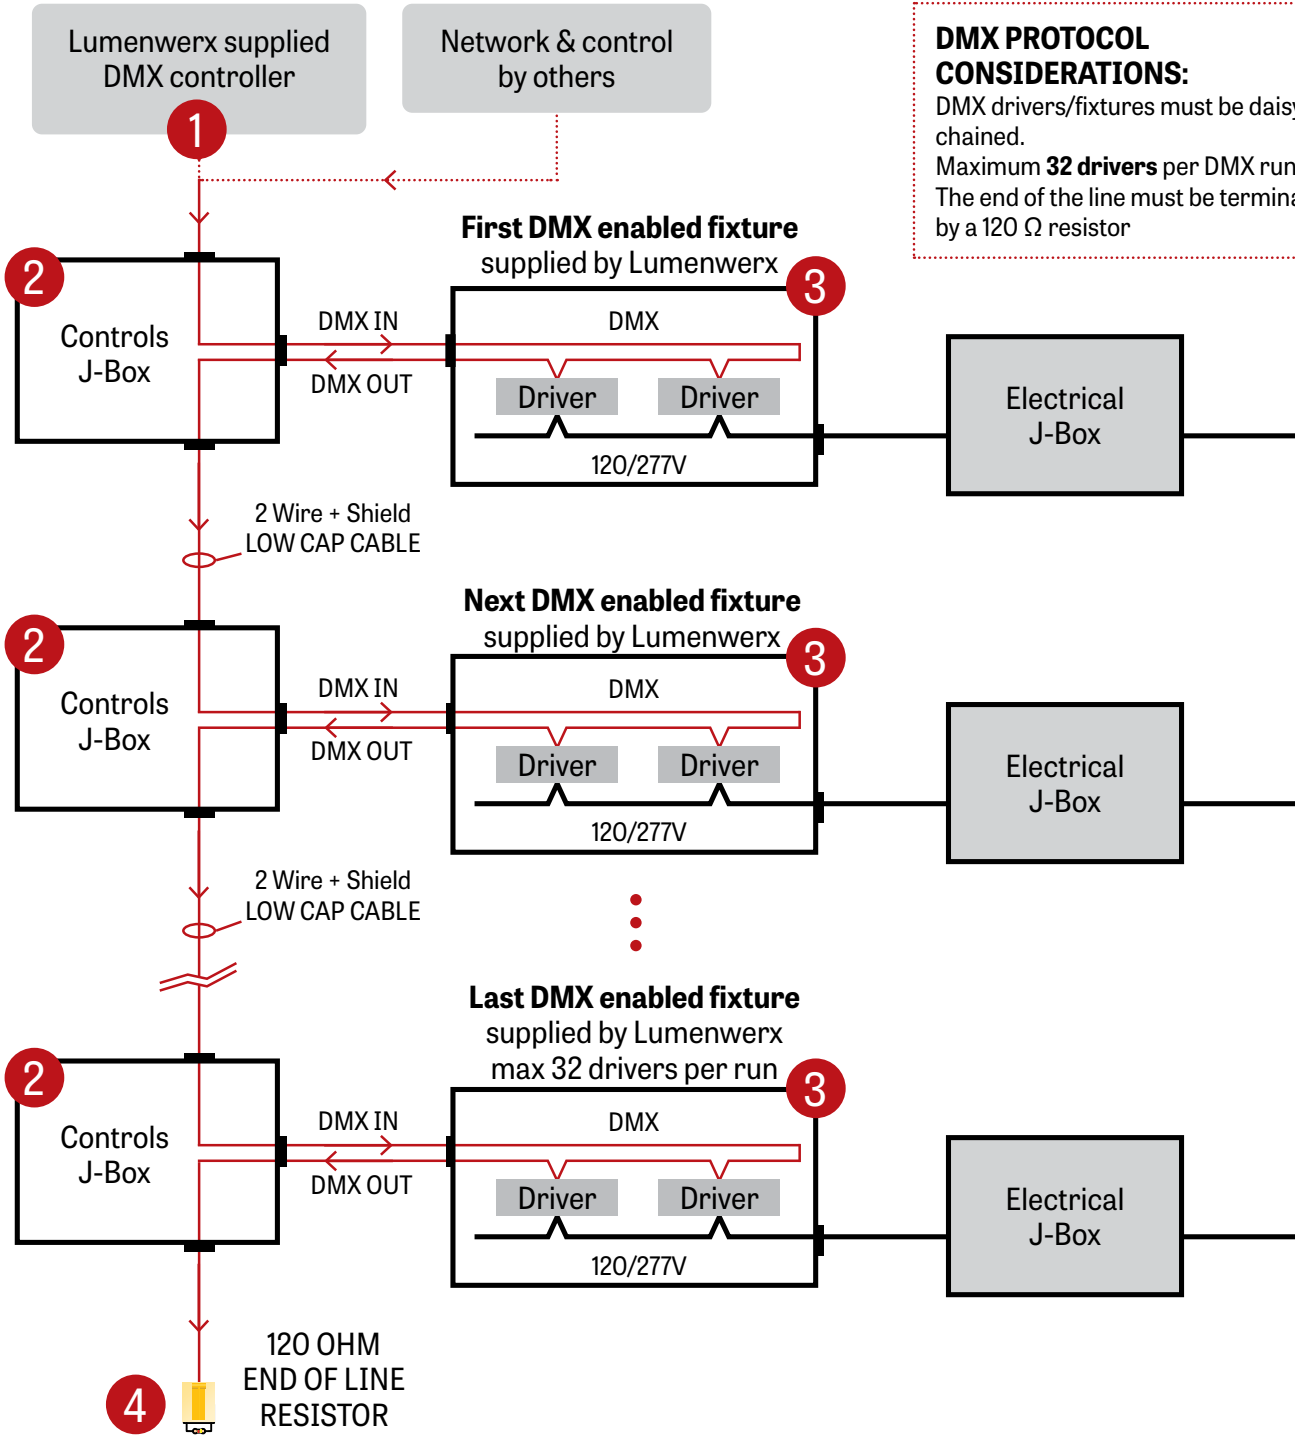 Lumenwerx supplied
DMX controller
1
Network & control
by others
DMX PROTOCOL
CONSIDERATIONS:
DMX drivers/fixtures must be daisy
chained.
Maximum 32 drivers per DMX run
The end of the line must be termina
by a 120 Ω resistor
First DMX enabled fixture
supplied by Lumenwerx
2
Controls
J-Box
DMX IN
DMX OUT
3
DMX
Driver
Driver
120/277V
Electrical
J-Box
2 Wire + Shield
LOW CAP CABLE
Next DMX enabled fixture
supplied by Lumenwerx
2
Controls
J-Box
DMX IN
DMX OUT
3
DMX
Driver
Driver
120/277V
Electrical
J-Box
2 Wire + Shield
LOW CAP CABLE
Last DMX enabled fixture
supplied by Lumenwerx
max 32 drivers per run
2
Controls
J-Box
DMX IN
DMX OUT
3
DMX
Driver
Driver
120/277V
Electrical
J-Box
4
120 OHM
END OF LINE
RESISTOR